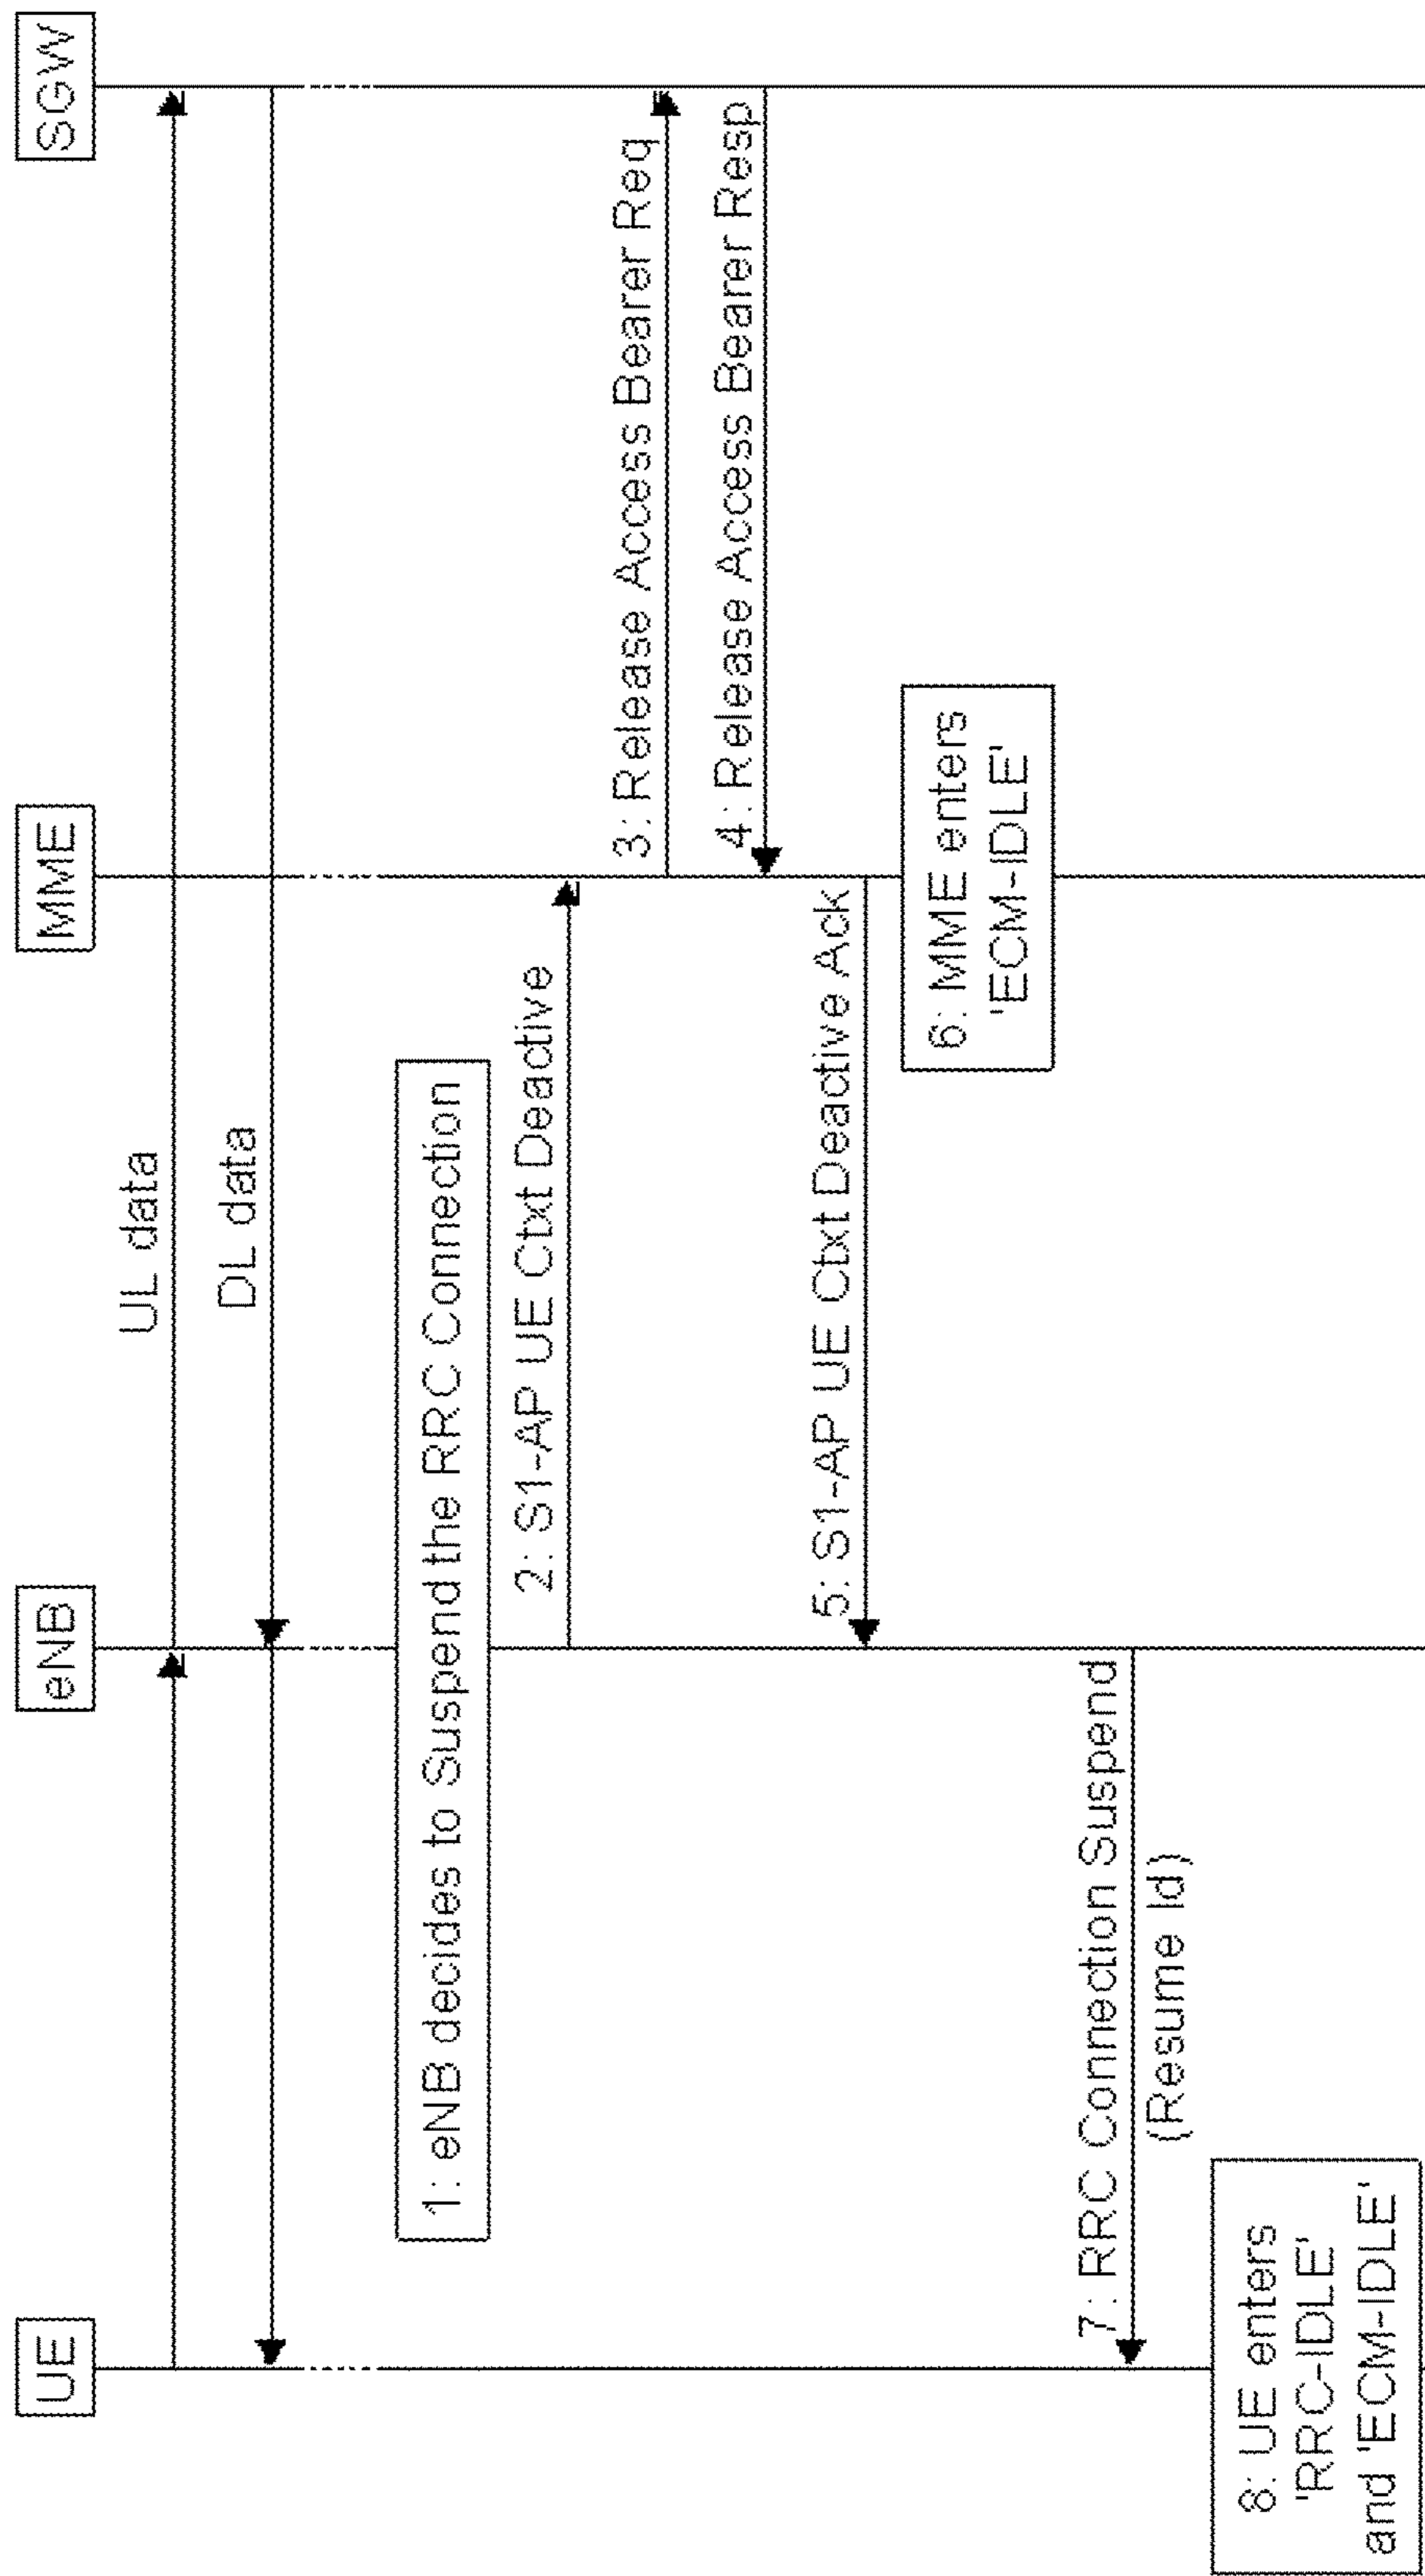 UE
eNB
MME
SGW
UL data
DL data
1: eNB decides to Suspend the RRC Connection
2: S1-AP UE Ctxt Deactive
3: Release Access Bearer Req
4: Release Access Bearer Resp
5: S1-AP UE Ctxt Deactive Ack
6: MME enters
'ECM-IDLE'
7: RRC Connection Suspend
(Resume Id)
8: UE enters
'RRC-IDLE'
and 'ECM-IDLE'